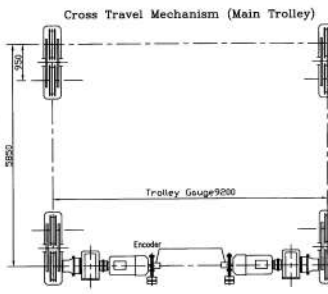 Cross Travel Mechanism (Main Trolley)
950
5850
Trolley Gauge9200
Encoder